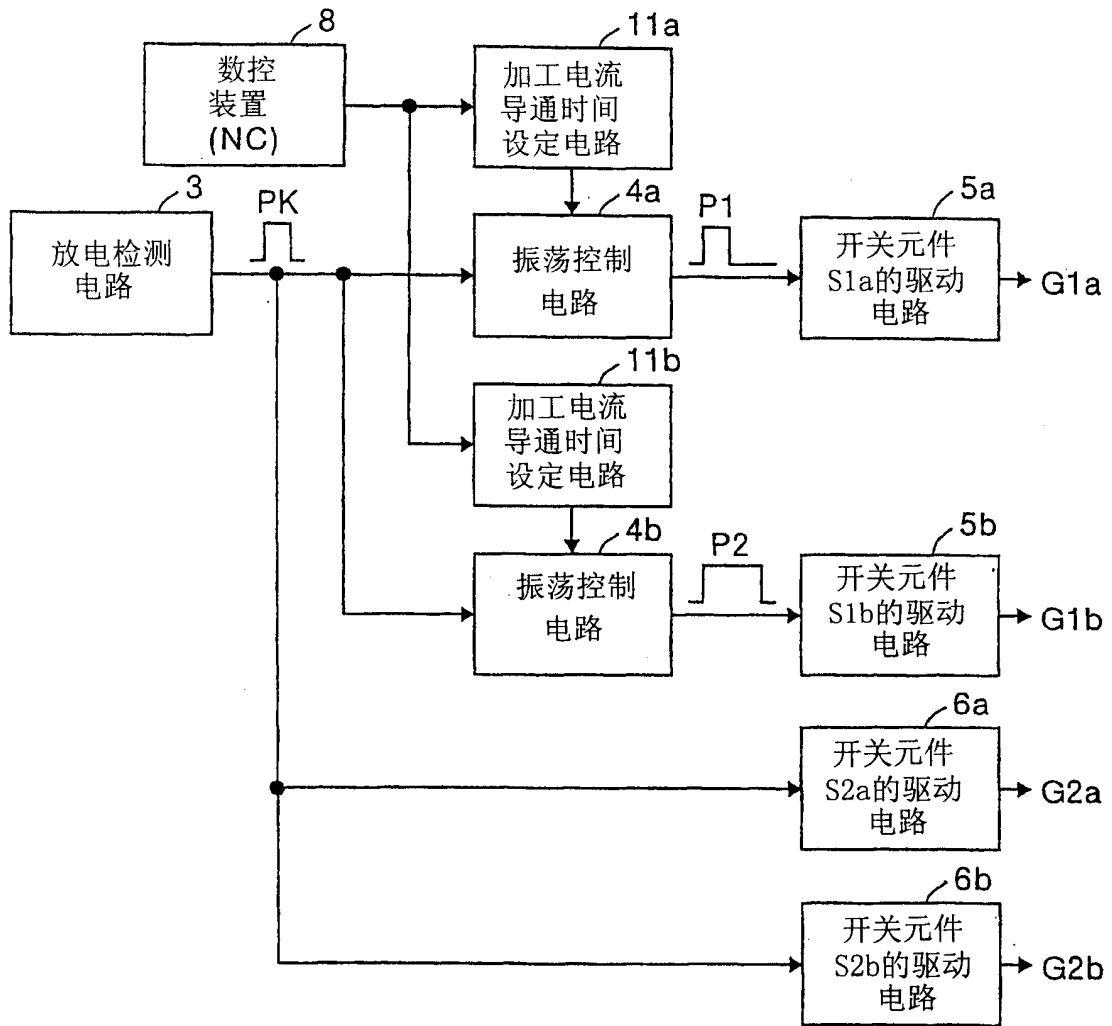 8
数控
装置
(NC)
11a
加工电流
导通时间
设定电路
3
放电检测
电路
PK
4a
振荡控制
电路
P1
5a
开关元件
S1a的驱动
电路
G1a
11b
加工电流
导通时间
设定电路
4b
振荡控制
电路
P2
5b
开关元件
S1b的驱动
电路
G1b
6a
开关元件
S2a的驱动
电路
G2a
6b
开关元件
S2b的驱动
电路
G2b